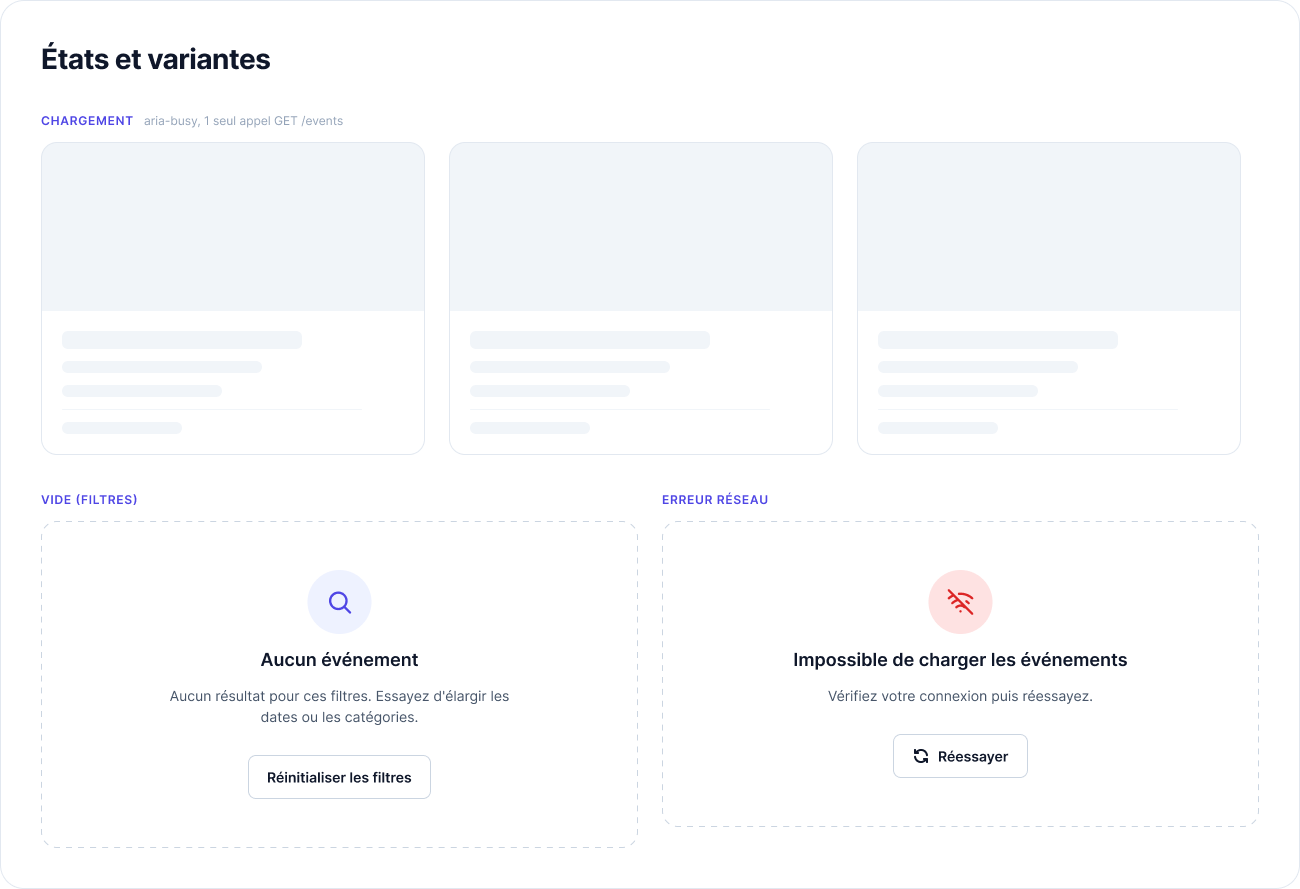 États et variantes
CHARGEMENT aria-busy, 1 seul appel GET /events
VIDE (FILTRES)
Aucun événement
Aucun résultat pour ces filtres. Essayez d'élargir les
dates ou les catégories.
Réinitialiser les filtres
ERREUR RÉSEAU
Impossible de charger les événements
Vérifiez votre connexion puis réessayez.
Réessayer